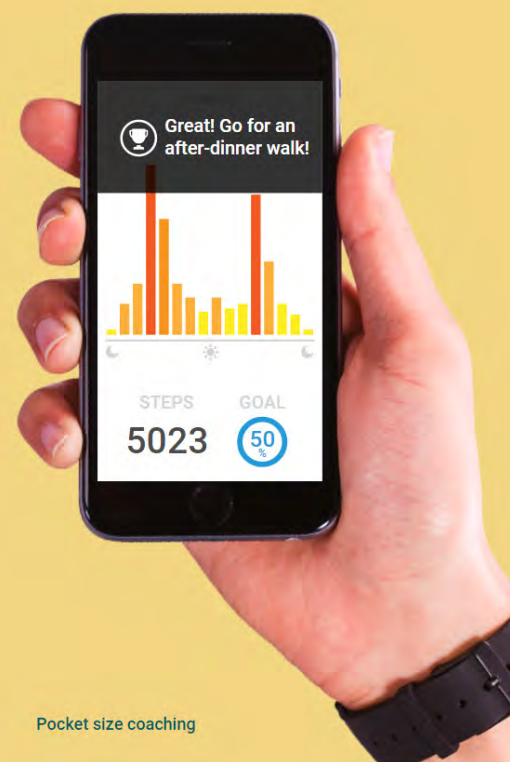 Great! Go for an
after-dinner walk!
STEPS
GOAL
5023
50
%
Pocket size coaching